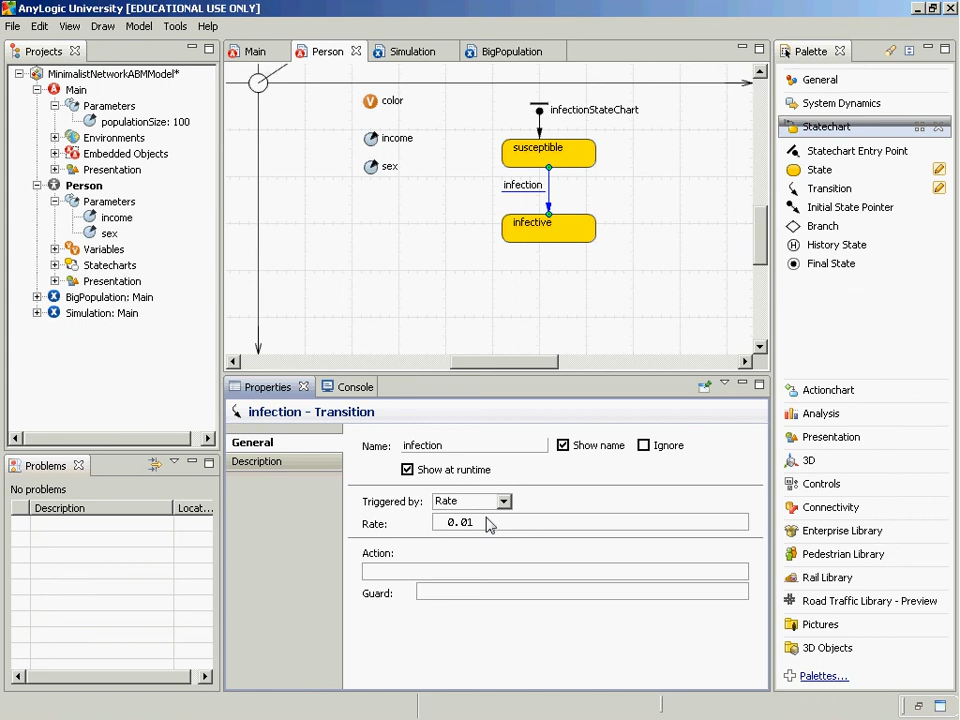 AnyLogic University [EDUCATIONAL USE ONLY]
File Edit View Draw Model Tools Help
Projects
MinimalistNetworkABMModel*
Main
Parameters
populationSize: 100
Environments
Embedded Objects
Presentation
Person
Parameters
income
sex
Variables
Statecharts
Presentation
BigPopulation: Main
Simulation: Main
Problems
No problems
Description Locat...
Main Person Simulation BigPopulation
color
income
sex
infectionStateChart
susceptible
infection
infective
Properties Console
infection - Transition
General
Description
Name: infection Show name Ignore
Show at runtime
Triggered by: Rate
Rate: 0.01
Action:
Guard:
Palette
General
System Dynamics
Statechart
Statechart Entry Point
State
Transition
Initial State Pointer
Branch
History State
Final State
Actionchart
Analysis
Presentation
3D
Controls
Connectivity
Enterprise Library
Pedestrian Library
Rail Library
Road Traffic Library - Preview
Pictures
3D Objects
Palettes...